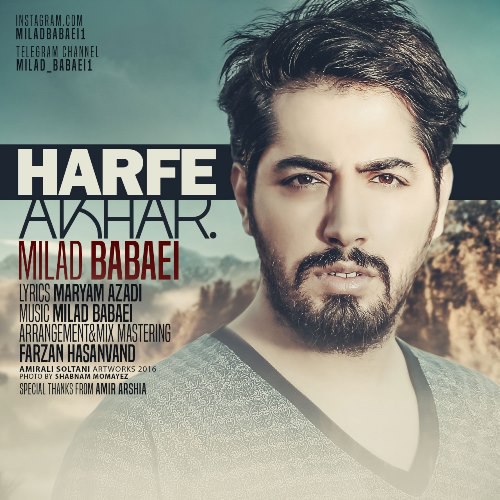 INSTAGRAM.COM
MILADBABAEI1
TELEGRAM CHANNEL
MILAD_BABAEI1
HARFE
AKHAR.
MILAD BABAEI
LYRICS MARYAM AZADI
MUSIC MILAD BABAEI
ARRANGEMENT&MIX MASTERING
FARZAN HASANVAND
AMIRALI SOLTANI ARTWORKS 2016
PHOTO BY SHABNAM MOMAYEZ
SPECIAL THANKS FROM AMIR ARSHIA